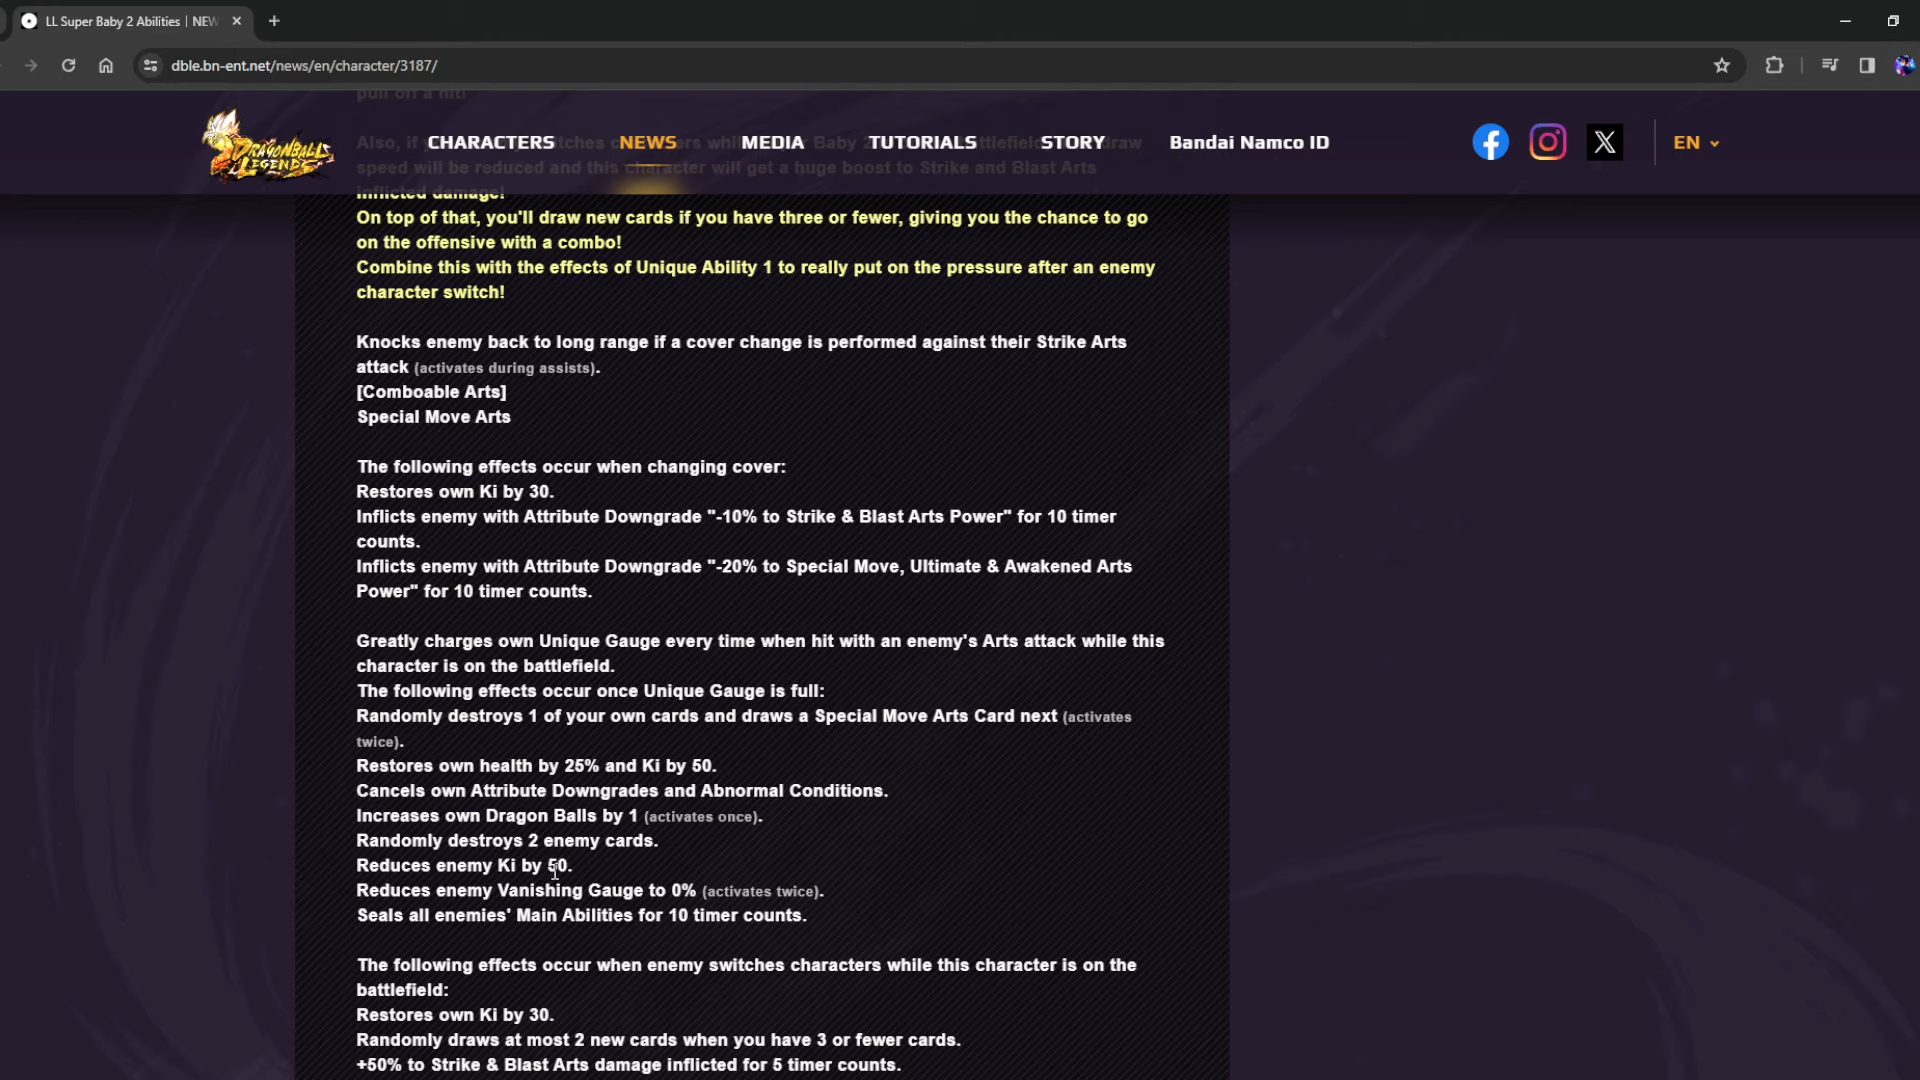 LL Super Baby 2 Abilities | NEW
dble.bn-ent.net/news/en/character/3187/
pull off a hit!
DRAGONBALL LEGENDS
CHARACTERS
NEWS
MEDIA
TUTORIALS
STORY
Bandai Namco ID
EN
speed will be reduced and this character will get a huge boost to Strike and Blast Arts
inflicted damage!
On top of that, you'll draw new cards if you have three or fewer, giving you the chance to go
on the offensive with a combo!
Combine this with the effects of Unique Ability 1 to really put on the pressure after an enemy
character switch!
Knocks enemy back to long range if a cover change is performed against their Strike Arts
attack (activates during assists).
[Comboable Arts]
Special Move Arts
The following effects occur when changing cover:
Restores own Ki by 30.
Inflicts enemy with Attribute Downgrade "-10% to Strike & Blast Arts Power" for 10 timer
counts.
Inflicts enemy with Attribute Downgrade "-20% to Special Move, Ultimate & Awakened Arts
Power" for 10 timer counts.
Greatly charges own Unique Gauge every time when hit with an enemy's Arts attack while this
character is on the battlefield.
The following effects occur once Unique Gauge is full:
Randomly destroys 1 of your own cards and draws a Special Move Arts Card next (activates
twice).
Restores own health by 25% and Ki by 50.
Cancels own Attribute Downgrades and Abnormal Conditions.
Increases own Dragon Balls by 1 (activates once).
Randomly destroys 2 enemy cards.
Reduces enemy Ki by 50.
Reduces enemy Vanishing Gauge to 0% (activates twice).
Seals all enemies' Main Abilities for 10 timer counts.
The following effects occur when enemy switches characters while this character is on the
battlefield:
Restores own Ki by 30.
Randomly draws at most 2 new cards when you have 3 or fewer cards.
+50% to Strike & Blast Arts damage inflicted for 5 timer counts.